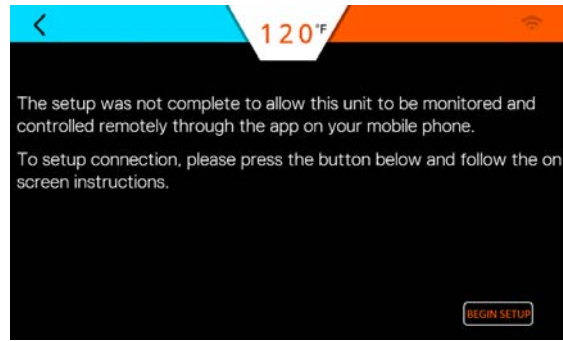 120°F
The setup was not complete to allow this unit to be monitored and
controlled remotely through the app on your mobile phone.
To setup connection, please press the button below and follow the on
screen instructions.
BEGIN SETUP